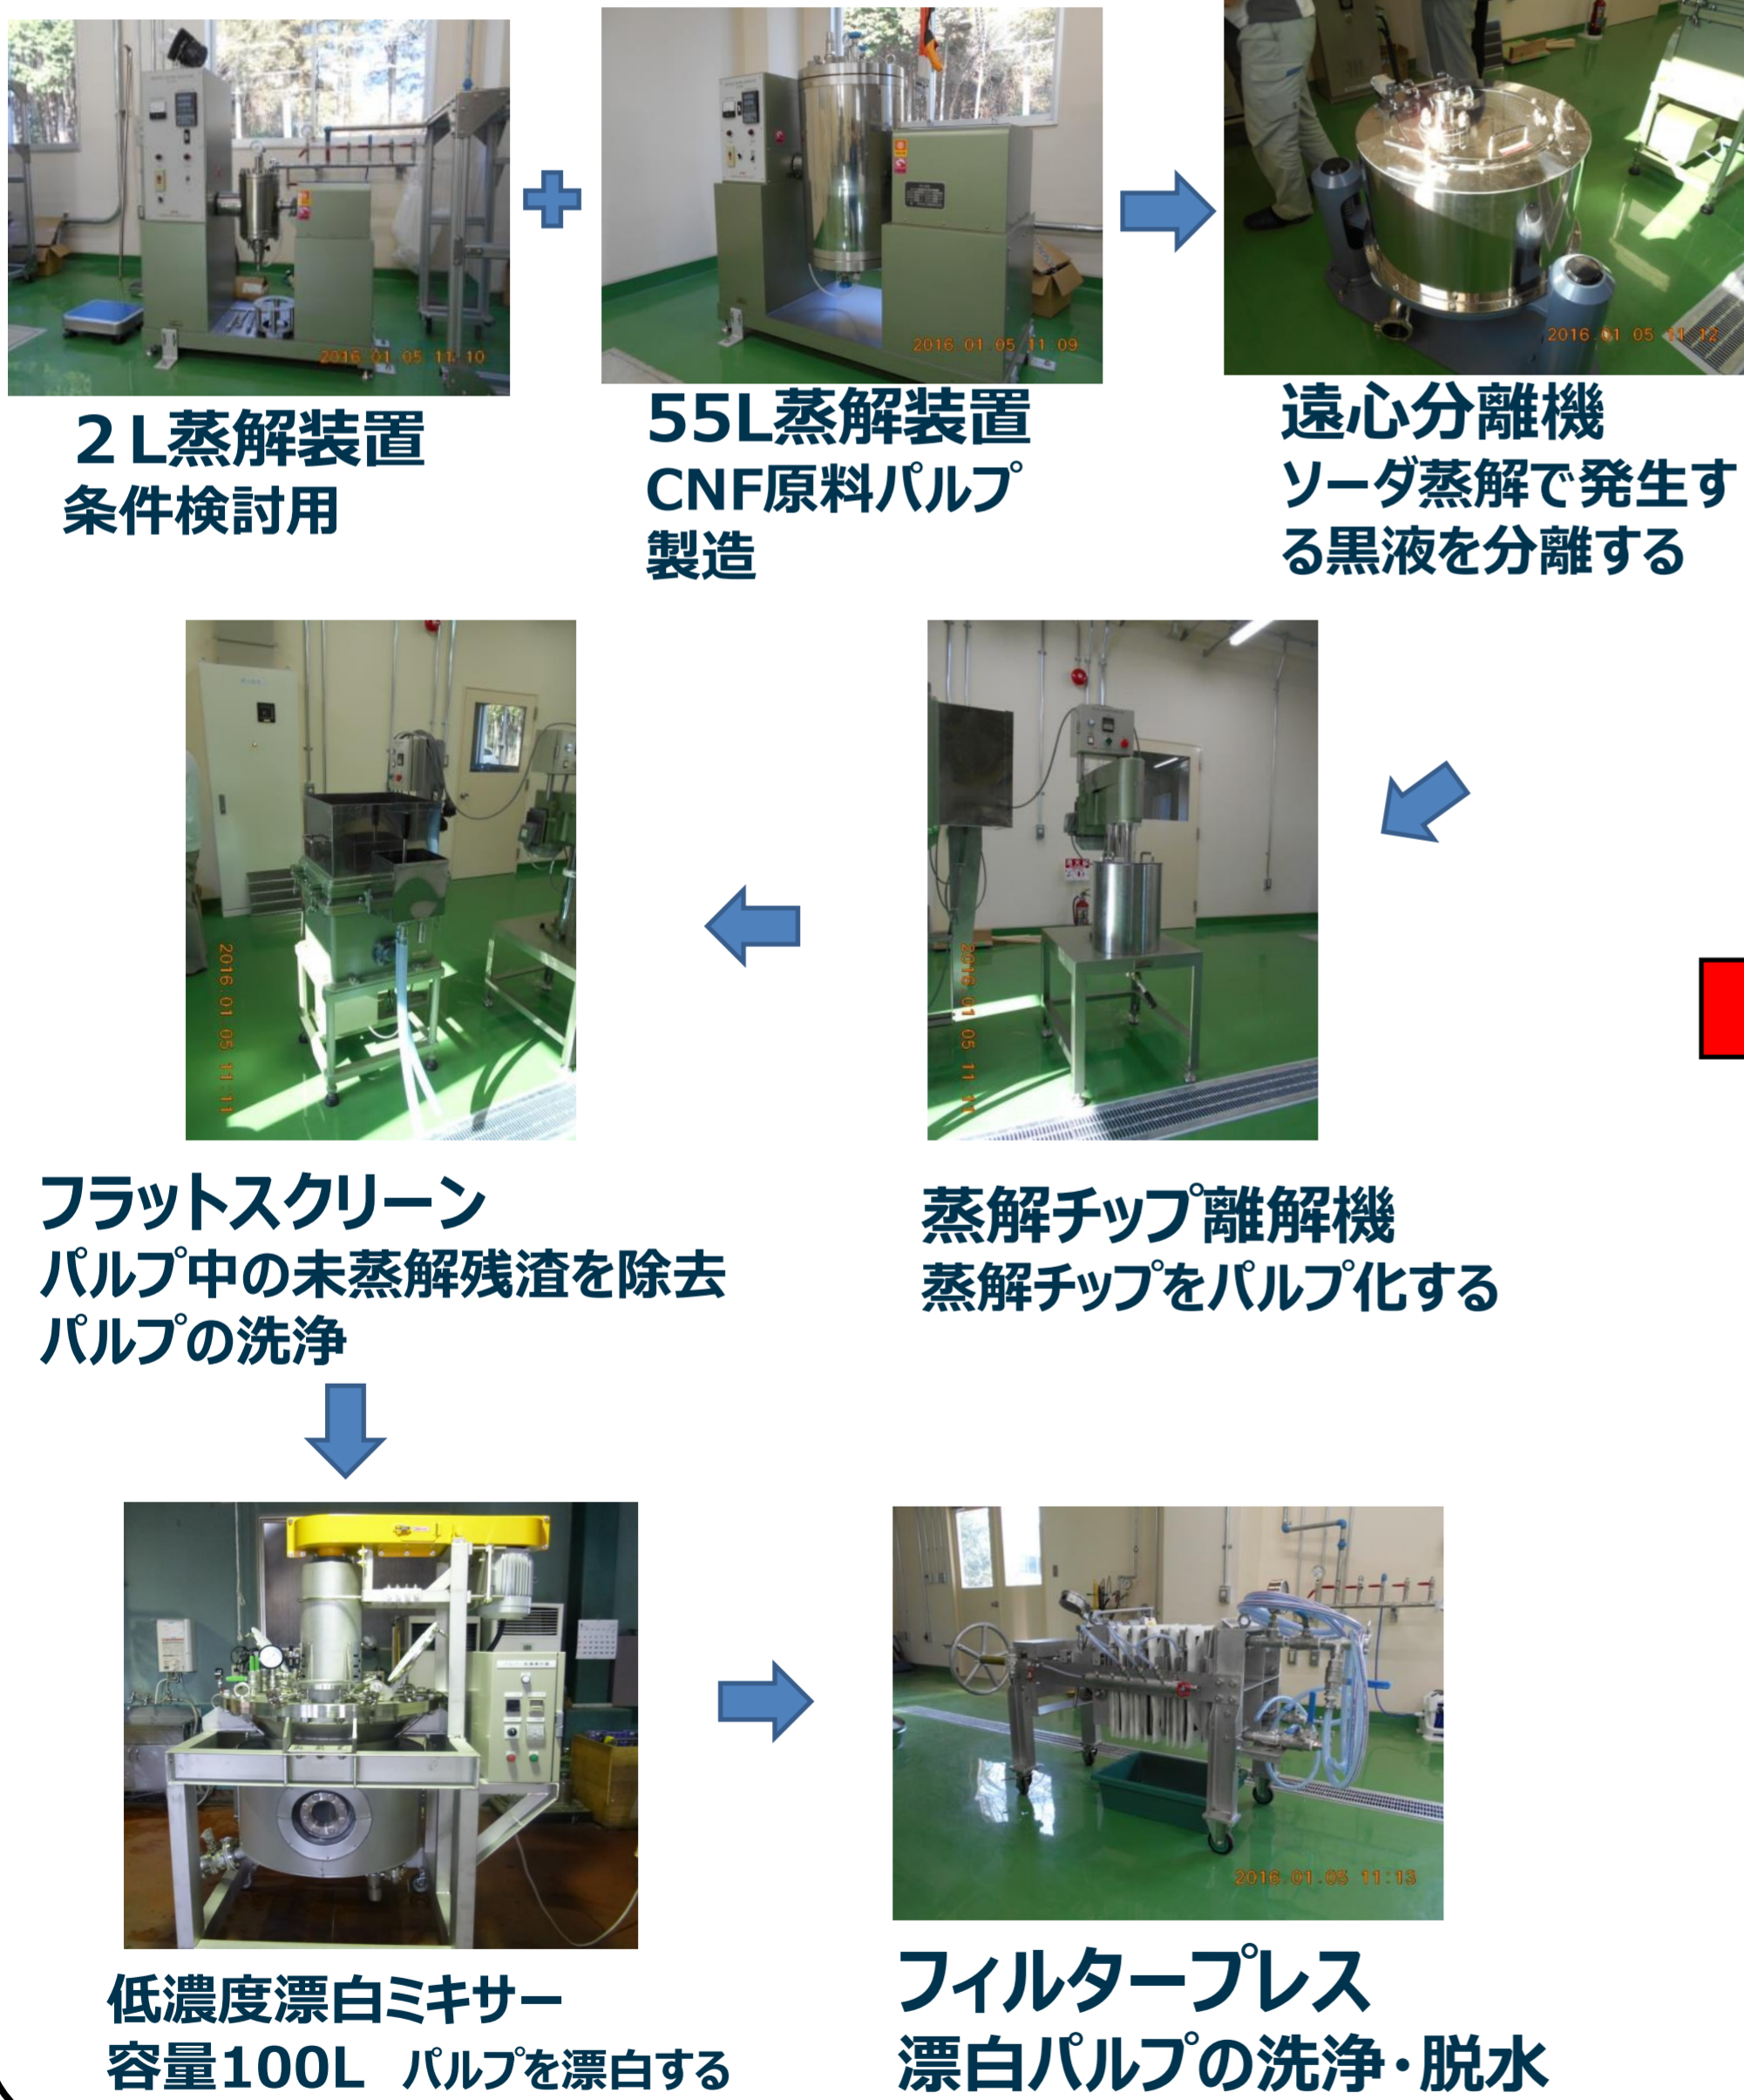 2016 01 05 11:10
2016 01 05 11:09
2016 01 05 11 12
２L蒸解装置
条件検討用
55L蒸解装置
CNF原料パルプ
製造
遠心分離機
ソーダ蒸解で発生す
る黒液を分離する
2016 01 05 11:11
2016 01 05 11:11
フラットスクリーン
パルプ中の未蒸解残渣を除去
パルプの洗浄
蒸解チップ離解機
蒸解チップをパルプ化する
2016.01.05 11:13
低濃度漂白ミキサー
容量100L パルプを漂白する
フィルタープレス
漂白パルプの洗浄・脱水